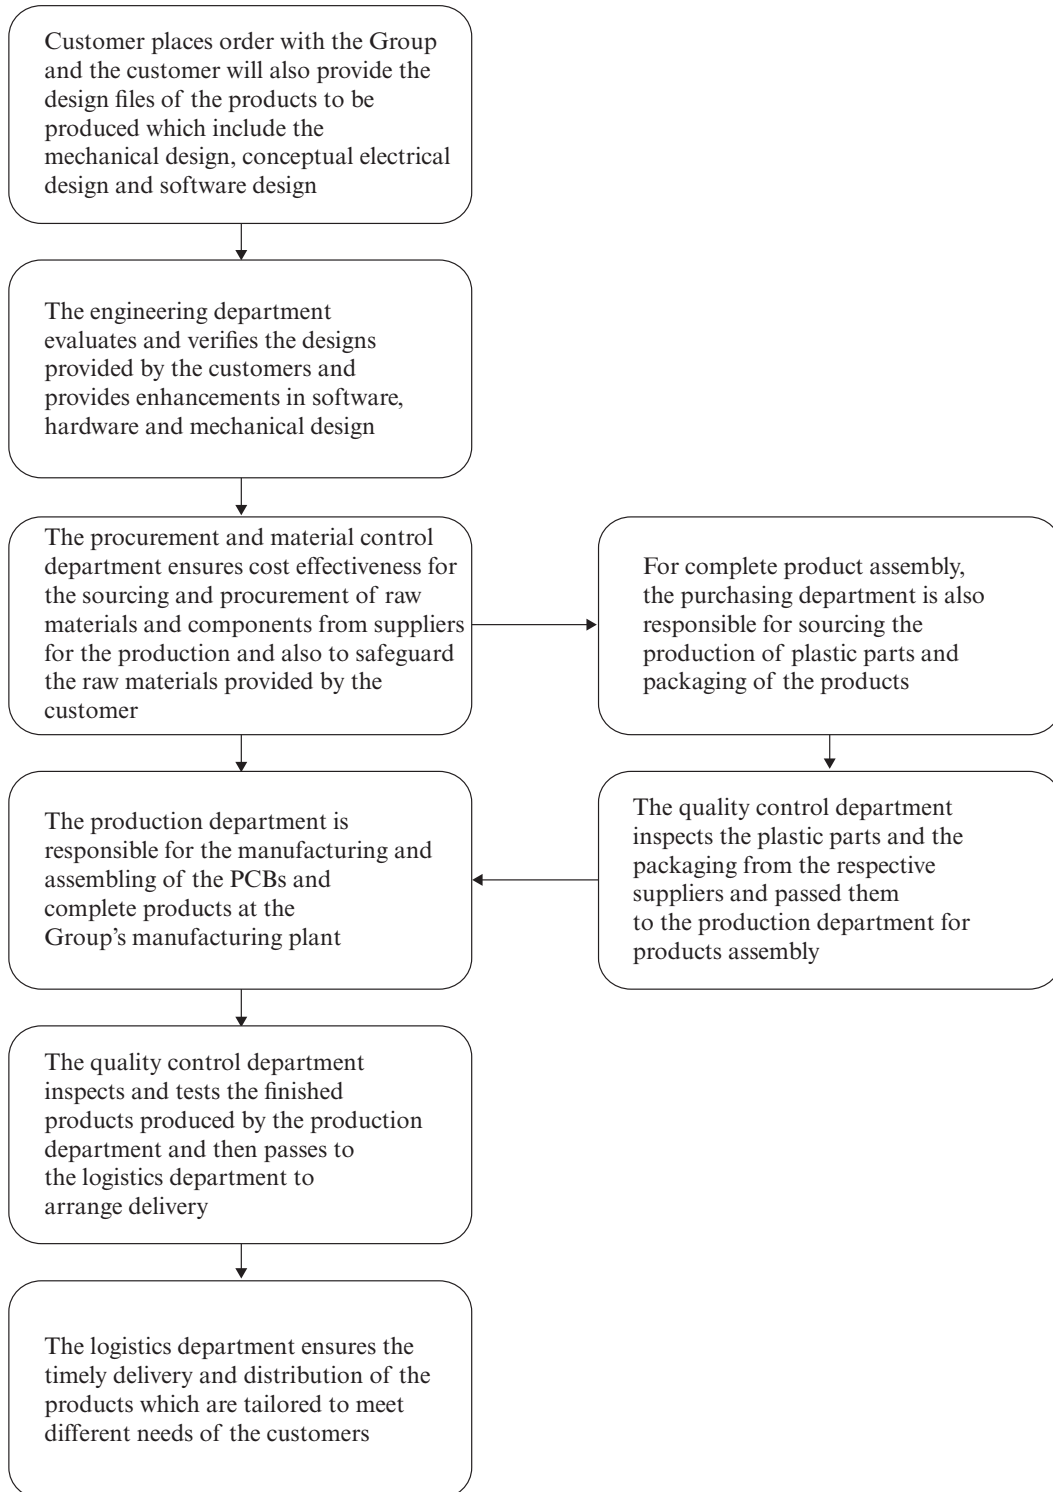 Customer places order with the Group
and the customer will also provide the
design files of the products to be
produced which include the
mechanical design, conceptual electrical
design and software design
The engineering department
evaluates and verifies the designs
provided by the customers and
provides enhancements in software,
hardware and mechanical design
The procurement and material control
department ensures cost effectiveness for
the sourcing and procurement of raw
materials and components from suppliers
for the production and also to safeguard
the raw materials provided by the
customer
For complete product assembly,
the purchasing department is also
responsible for sourcing the
production of plastic parts and
packaging of the products
The production department is
responsible for the manufacturing and
assembling of the PCBs and
complete products at the
Group's manufacturing plant
The quality control department
inspects the plastic parts and the
packaging from the respective
suppliers and passed them
to the production department for
products assembly
The quality control department
inspects and tests the finished
products produced by the production
department and then passes to
the logistics department to
arrange delivery
The logistics department ensures the
timely delivery and distribution of the
products which are tailored to meet
different needs of the customers